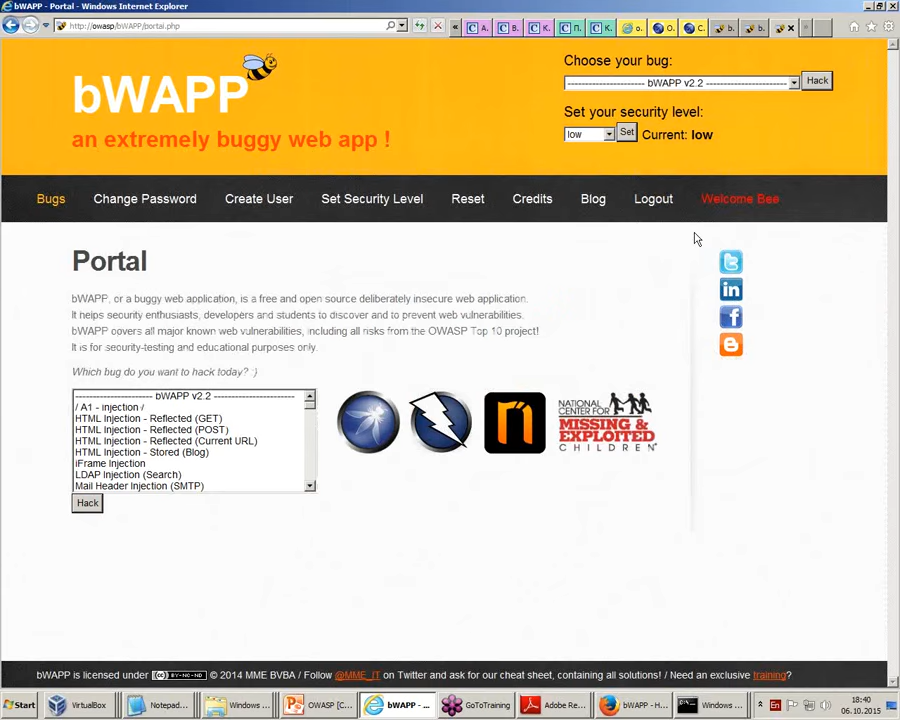 bWAPP - Portal - Windows Internet Explorer
http://owasp/bWAPP/portal.php
A.
B.
K.
П.
K.
o.
O.
C.
b.
b.
bWAPP
an extremely buggy web app !
Choose your bug:
---------------------- bWAPP v2.2 ----------------------
Hack
Set your security level:
low
Set
Current: low
Bugs
Change Password
Create User
Set Security Level
Reset
Credits
Blog
Logout
Welcome Bee
Portal
bWAPP, or a buggy web application, is a free and open source deliberately insecure web application.
It helps security enthusiasts, developers and students to discover and to prevent web vulnerabilities.
bWAPP covers all major known web vulnerabilities, including all risks from the OWASP Top 10 project!
It is for security-testing and educational purposes only.
Which bug do you want to hack today? :)
---------------------- bWAPP v2.2 ----------------------
/ A1 - Injection /
HTML Injection - Reflected (GET)
HTML Injection - Reflected (POST)
HTML Injection - Reflected (Current URL)
HTML Injection - Stored (Blog)
iFrame Injection
LDAP Injection (Search)
Mail Header Injection (SMTP)
Hack
NATIONAL
CENTER FOR
MISSING &
EXPLOITED
CHILDREN
bWAPP is licensed under (cc) BY-NC-ND © 2014 MME BVBA / Follow @MME_IT on Twitter and ask for our cheat sheet, containing all solutions! / Need an exclusive training?
Start
VirtualBox
Notepad...
Windows ...
OWASP [C...
bWAPP - ...
GoToTraining
Adobe Re...
bWAPP - H...
Windows ...
EN
18:40
06.10.2015